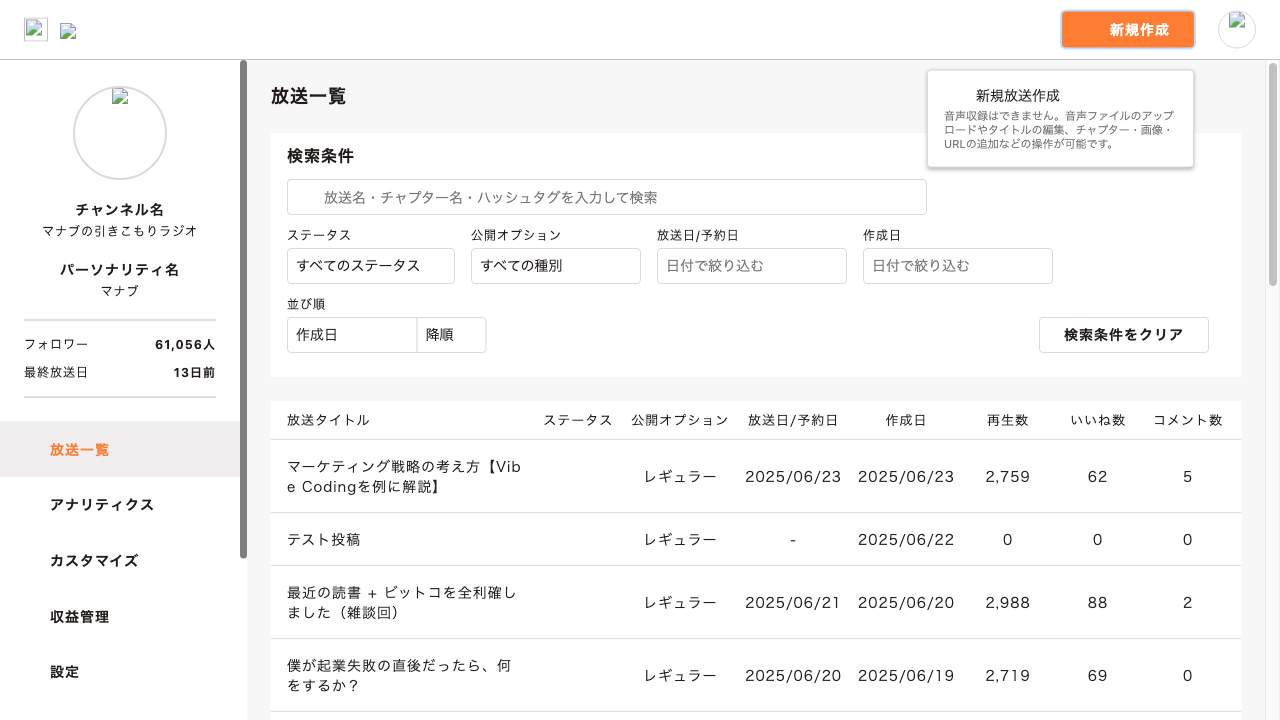 新規作成
新規放送作成
音声収録はできません。音声ファイルのアップ
ロードやタイトルの編集、チャプター・画像・
URLの追加などの操作が可能です。
チャンネル名
マナブの引きこもりラジオ
パーソナリティ名
マナブ
フォロワー 61,056人
最終放送日 13日前
放送一覧
アナリティクス
カスタマイズ
収益管理
設定
放送一覧
検索条件
放送名・チャプター名・ハッシュタグを入力して検索
ステータス 公開オプション 放送日/予約日 作成日
すべてのステータス すべての種別 日付で絞り込む 日付で絞り込む
並び順
作成日 降順 検索条件をクリア
放送タイトル ステータス 公開オプション 放送日/予約日 作成日 再生数 いいね数 コメント数
マーケティング戦略の考え方【Vib
e Codingを例に解説】 レギュラー 2025/06/23 2025/06/23 2,759 62 5
テスト投稿 レギュラー - 2025/06/22 0 0 0
最近の読書 + ビットコを全利確し
ました（雑談回） レギュラー 2025/06/21 2025/06/20 2,988 88 2
僕が起業失敗の直後だったら、何
をするか？ レギュラー 2025/06/20 2025/06/19 2,719 69 0